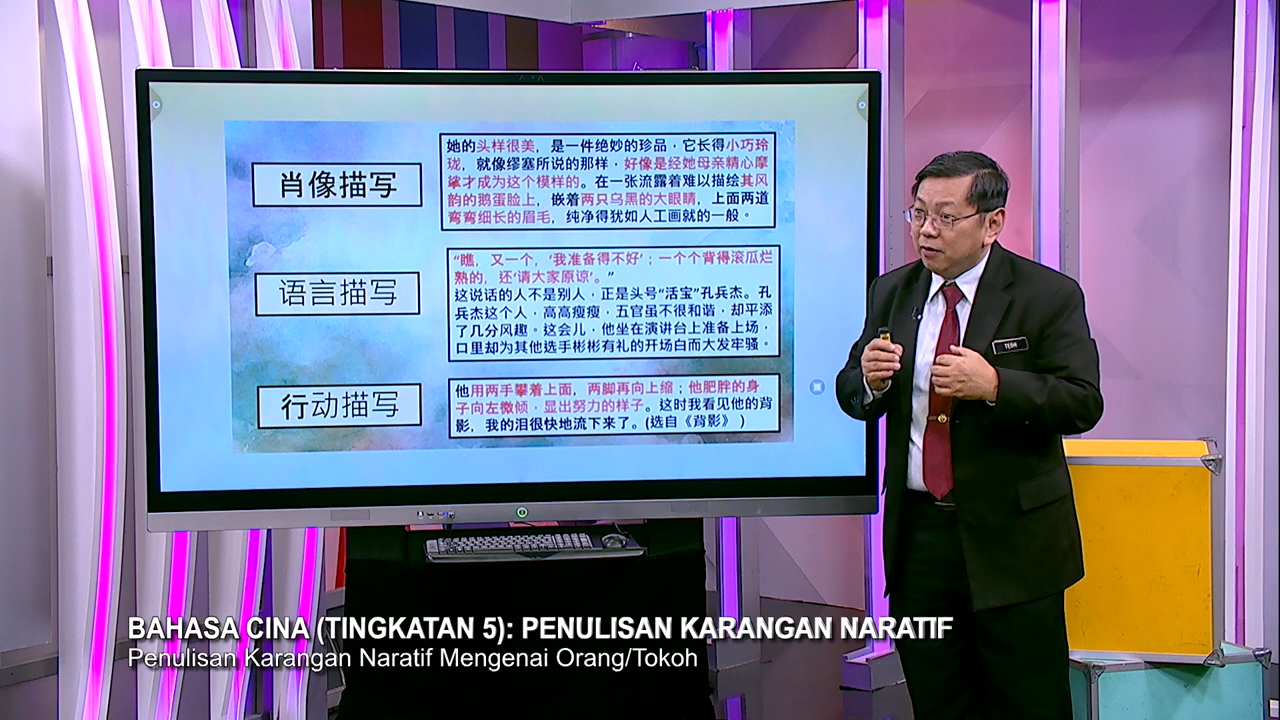 肖像描写
她的头样很美，是一件绝妙的珍品，它长得小巧玲
珑，就像缪塞所说的那样，好像是经她母亲精心摩
挲才成为这个模样的。在一张流露着难以描绘其风
韵的鹅蛋脸上，嵌着两只乌黑的大眼睛，上面两道
弯弯细长的眉毛，纯净得犹如人工画就的一般。
语言描写
“瞧，又一个，‘我准备得不好’；一个个背得滚瓜烂
熟的，还‘请大家原谅’。”
这说话的人不是别人，正是头号“活宝”孔兵杰。孔
兵杰这个人，高高瘦瘦，五官虽不很和谐，却平添
了几分风趣。这会儿，他坐在演讲台上准备上场，
口里却为其他选手彬彬有礼的开场白而大发牢骚。
行动描写
他用两手攀着上面，两脚再向上缩；他肥胖的身
子向左微倾，显出努力的样子。这时我看见他的背
影，我的泪很快地流下来了。(选自《背影》)
TEOH
BAHASA CINA (TINGKATAN 5): PENULISAN KARANGAN NARATIF
Penulisan Karangan Naratif Mengenai Orang/Tokoh